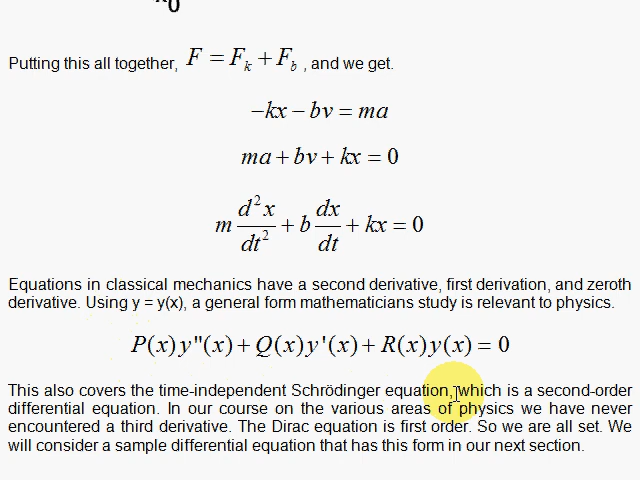 x0
Putting this all together, F = Fk + Fb , and we get.
−kx − bv = ma
ma + bv + kx = 0
m d²x/dt² + b dx/dt + kx = 0
Equations in classical mechanics have a second derivative, first derivation, and zeroth
derivative. Using y = y(x), a general form mathematicians study is relevant to physics.
P(x)y"(x) + Q(x)y'(x) + R(x)y(x) = 0
This also covers the time-independent Schrödinger equation, which is a second-order
differential equation. In our course on the various areas of physics we have never
encountered a third derivative. The Dirac equation is first order. So we are all set. We
will consider a sample differential equation that has this form in our next section.